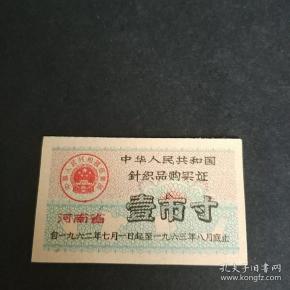 中华人民共和国
針織品购买证
河南省
壹市寸
自一九六二年七月一日起至一九六三年八月底止
孔夫子旧书网